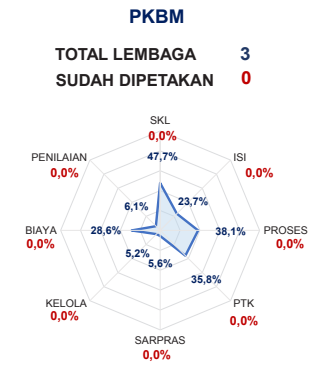 PKBM
TOTAL LEMBAGA 3
SUDAH DIPETAKAN 0
SKL
0,0%
47,7%
PENILAIAN
0,0%
ISI
0,0%
6,1%
23,7%
BIAYA
0,0%
28,6%
38,1%
PROSES
0,0%
5,2%
5,6%
35,8%
KELOLA
0,0%
PTK
0,0%
SARPRAS
0,0%